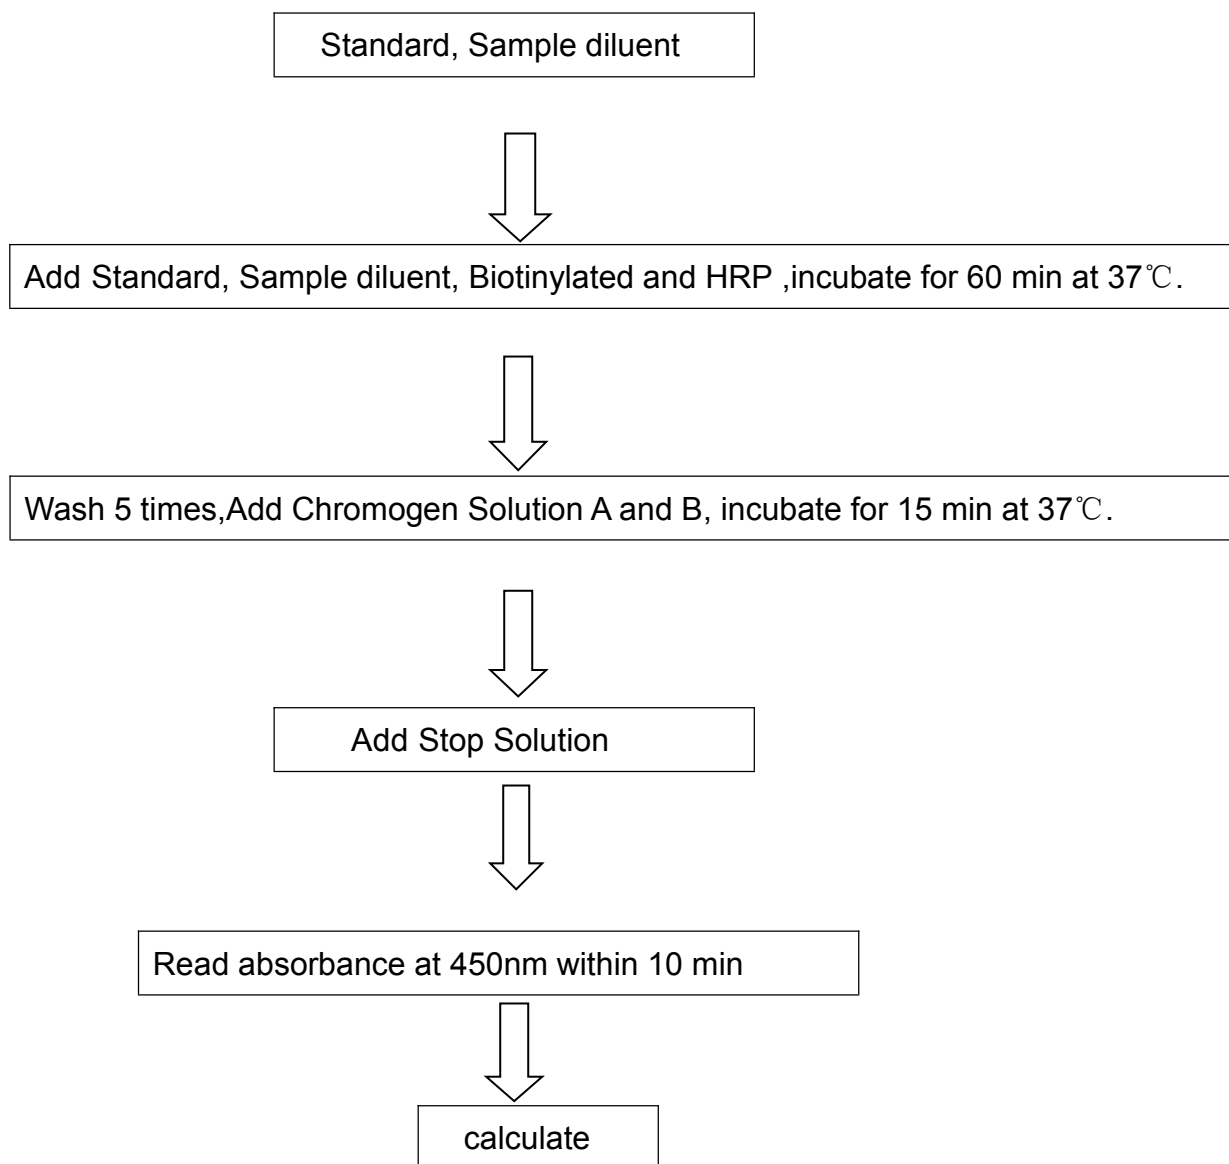 Standard, Sample diluent
Add Standard, Sample diluent, Biotinylated and HRP ,incubate for 60 min at 37℃.
Wash 5 times,Add Chromogen Solution A and B, incubate for 15 min at 37℃.
Add Stop Solution
Read absorbance at 450nm within 10 min
calculate